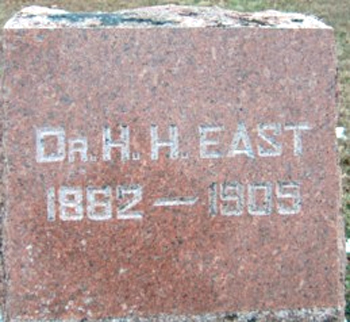 DR. H. H. EAST
1862 — 1909